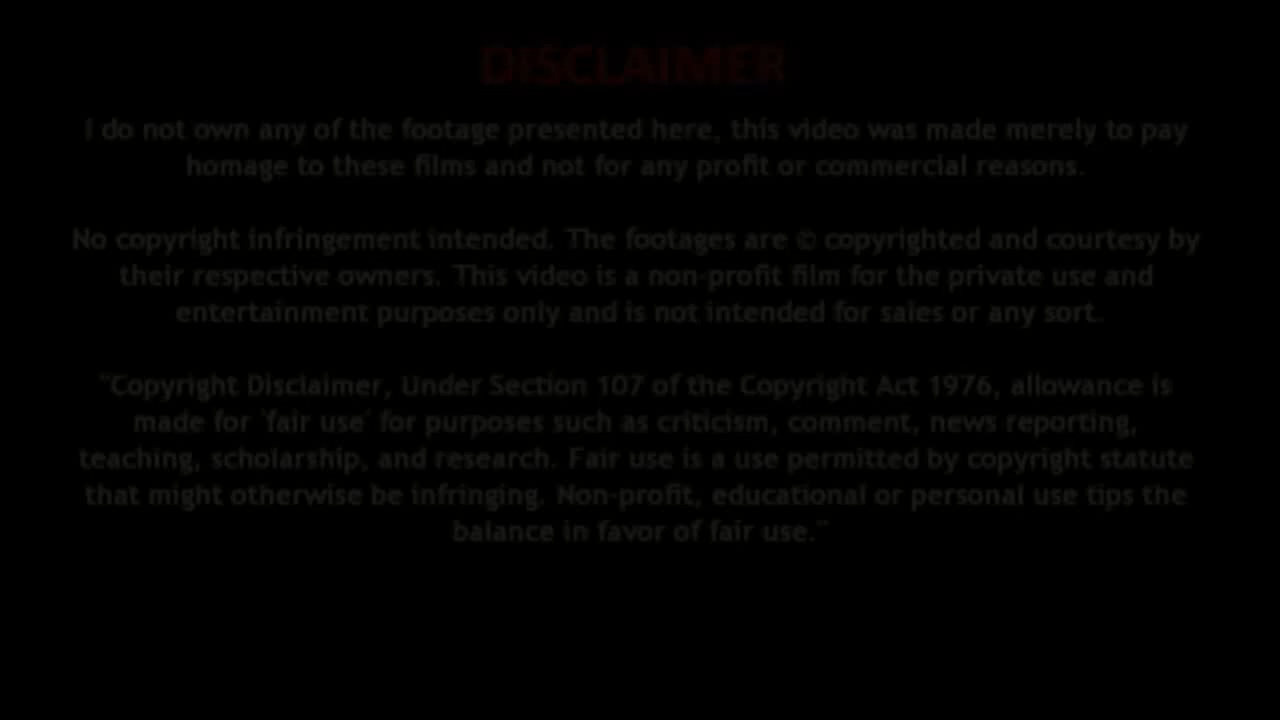 DISCLAIMER
I do not own any of the footage presented here, this video was made merely to pay
homage to these films and not for any profit or commercial reasons.
No copyright infringement intended. The footages are © copyrighted and courtesy by
their respective owners. This video is a non-profit film for the private use and
entertainment purposes only and is not intended for sales or any sort.
"Copyright Disclaimer, Under Section 107 of the Copyright Act 1976, allowance is
made for 'fair use' for purposes such as criticism, comment, news reporting,
teaching, scholarship, and research. Fair use is a use permitted by copyright statute
that might otherwise be infringing. Non-profit, educational or personal use tips the
balance in favor of fair use."